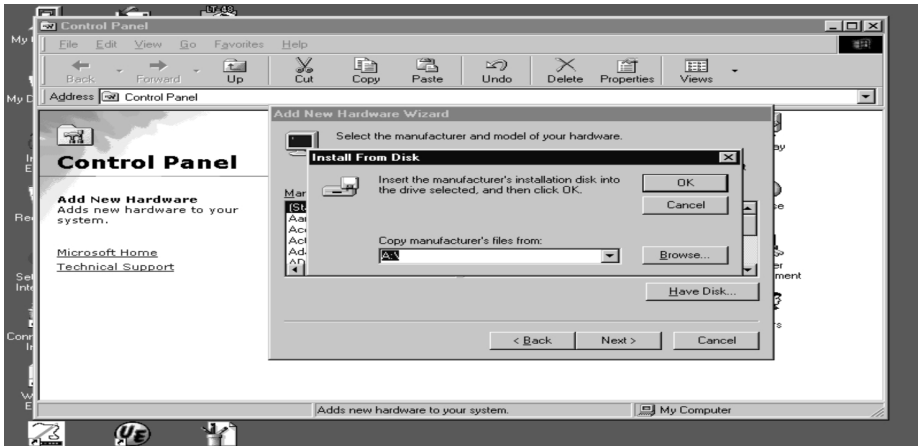 LT-48,
Control Panel
File Edit View Go Favorites Help
Back Forward Up Cut Copy Paste Undo Delete Properties Views
Address Control Panel
Add New Hardware Wizard
Select the manufacturer and model of your hardware.
Install From Disk
Insert the manufacturer's installation disk into
the drive selected, and then click OK.
OK
Cancel
Copy manufacturer's files from:
A:\
Browse...
Have Disk...
< Back Next > Cancel
Control Panel
Add New Hardware
Adds new hardware to your
system.
Microsoft Home
Technical Support
Adds new hardware to your system. My Computer
UE